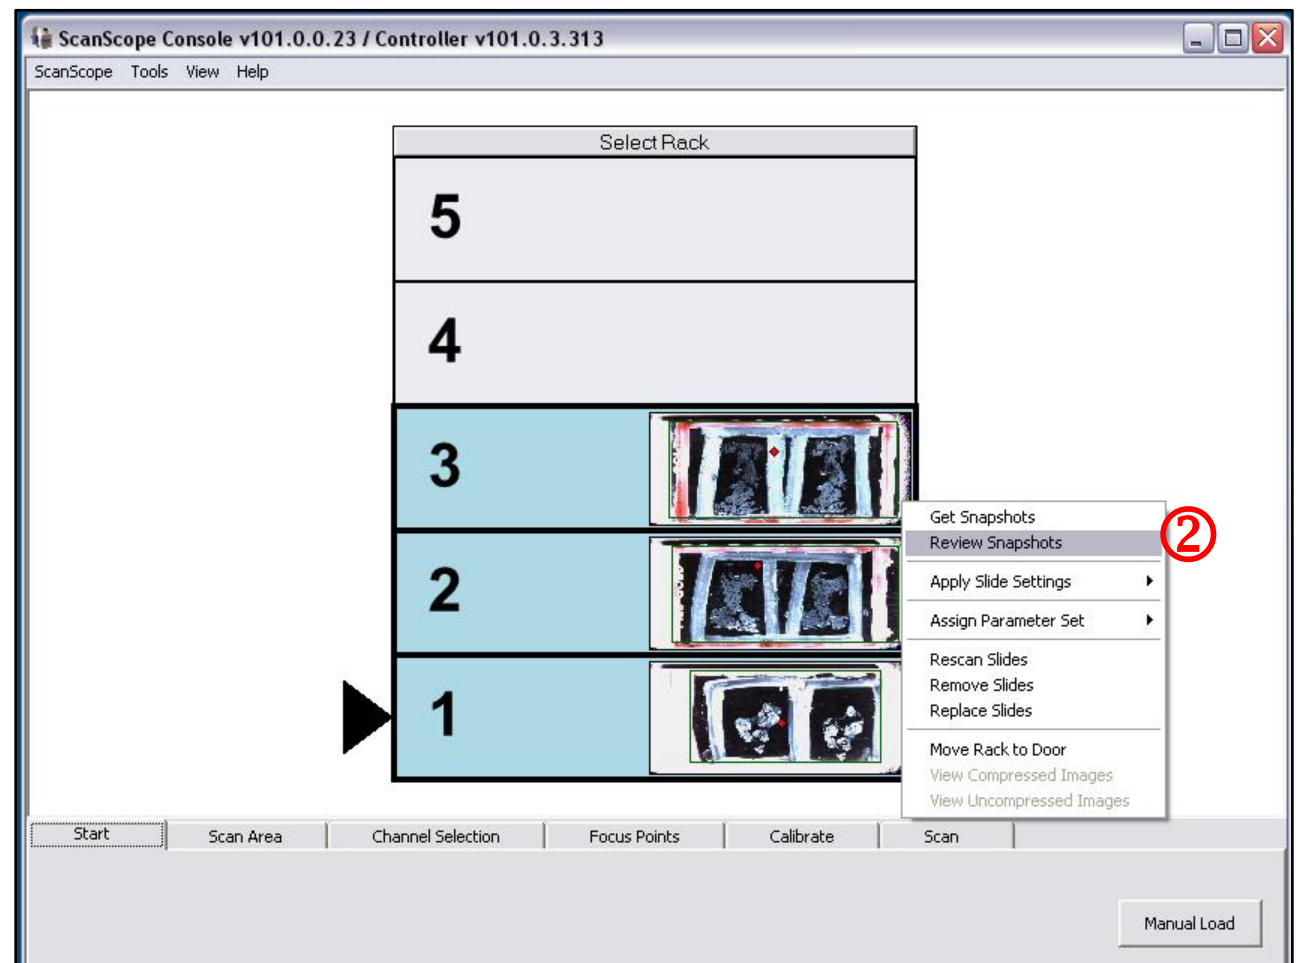 ScanScope Console v101.0.0.23 / Controller v101.0.3.313
ScanScope Tools View Help
Select Rack
5
4
3
2
1
Get Snapshots
Review Snapshots
②
Apply Slide Settings
Assign Parameter Set
Rescan Slides
Remove Slides
Replace Slides
Move Rack to Door
View Compressed Images
View Uncompressed Images
Start Scan Area Channel Selection Focus Points Calibrate Scan
Manual Load